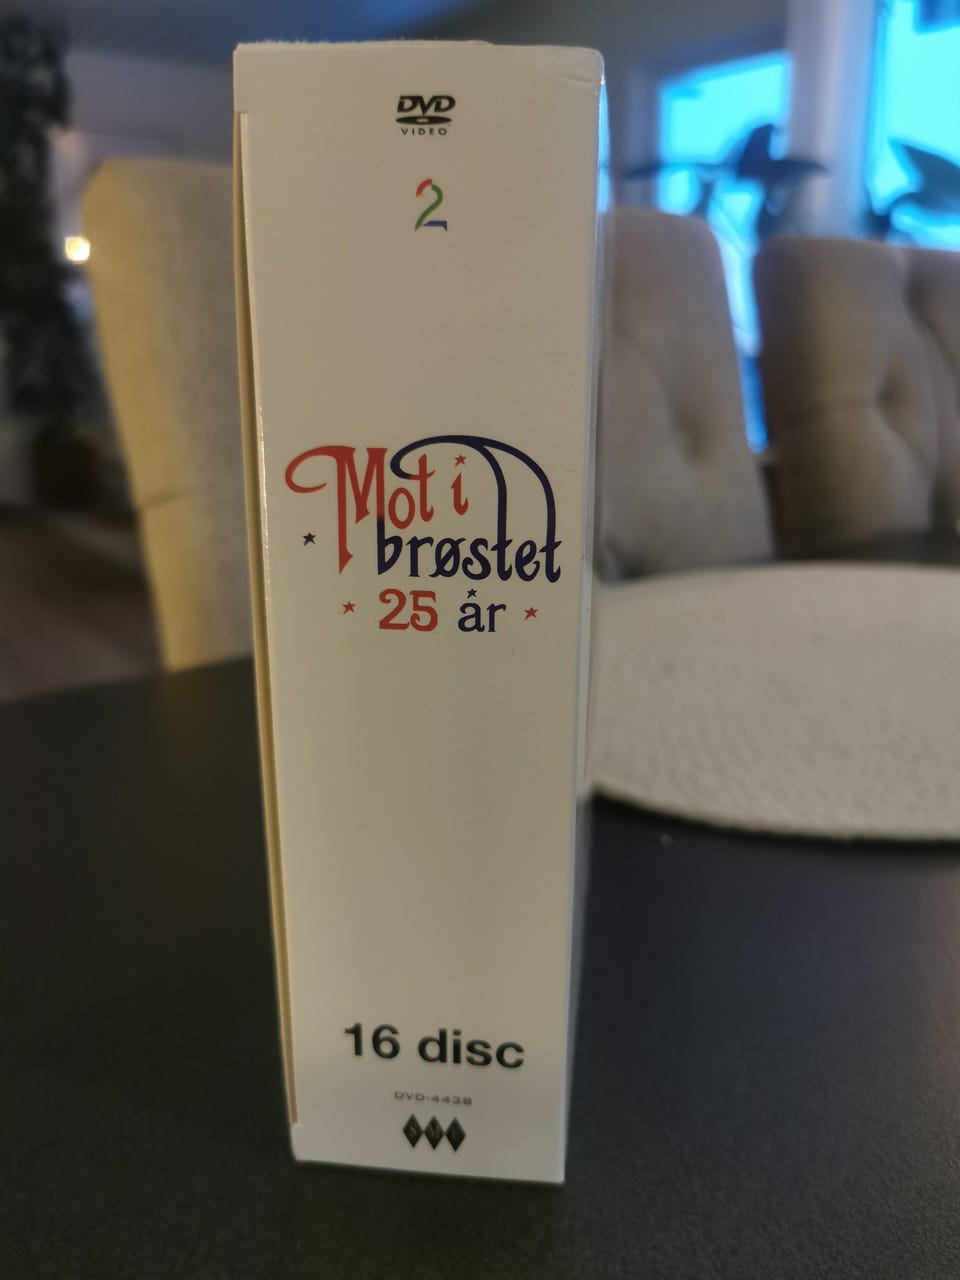 DVD
VIDEO
2
Mot i
brøstet
25 år
16 disc
DVD-4438